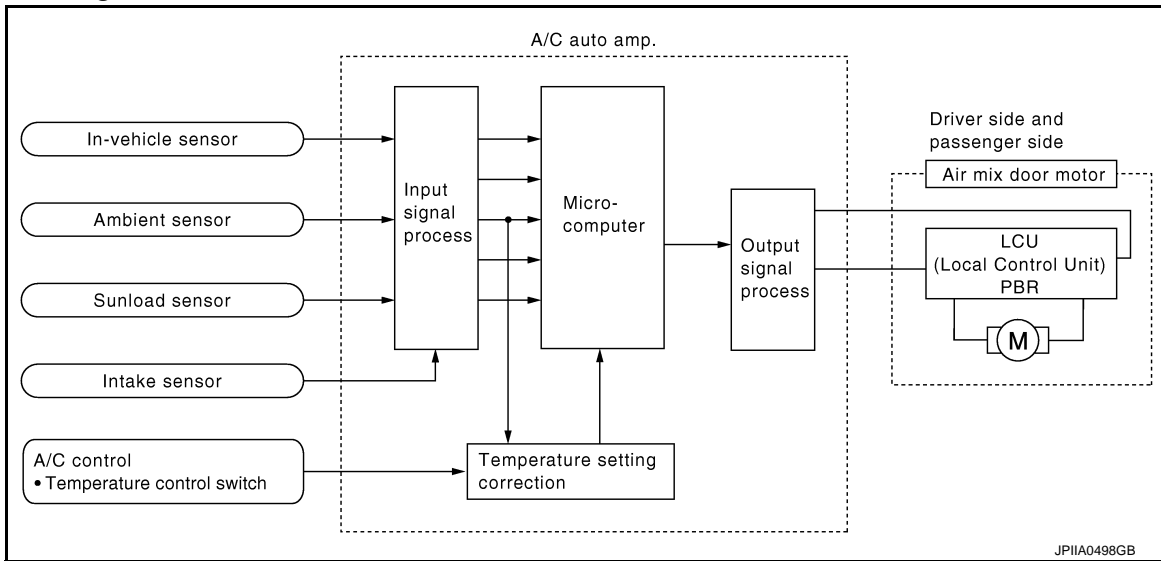 A/C auto amp.
In-vehicle sensor
Ambient sensor
Sunload sensor
Intake sensor
A/C control
• Temperature control switch
Input
signal
process
Micro-
computer
Temperature setting
correction
Output
signal
process
Driver side and
passenger side
Air mix door motor
LCU
(Local Control Unit)
PBR
M
JPIIA0498GB